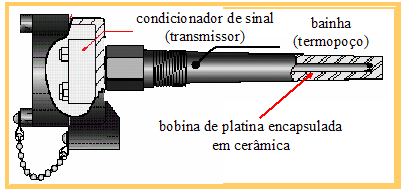 condicionador de sinal
(transmissor)
bainha
(termopoço)
bobina de platina encapsulada
em cerâmica